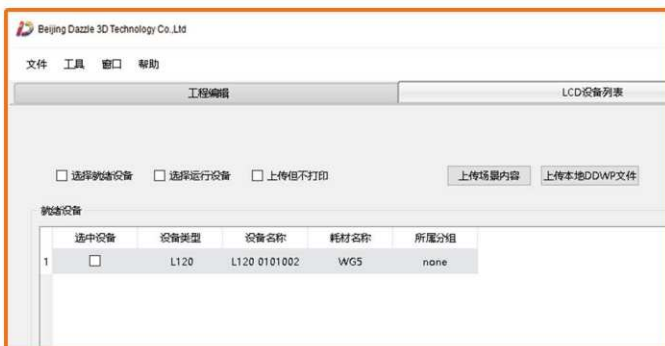 Beijing Dazzle 3D Technology Co.,Ltd
文件 工具 窗口 帮助
工程编辑 LCD设备列表
选择就绪设备 选择运行设备 上传但不打印 上传场景内容 上传本地DDWP文件
就绪设备
选中设备 设备类型 设备名称 耗材名称 所属分组
1 L120 L120 0101002 WG5 none